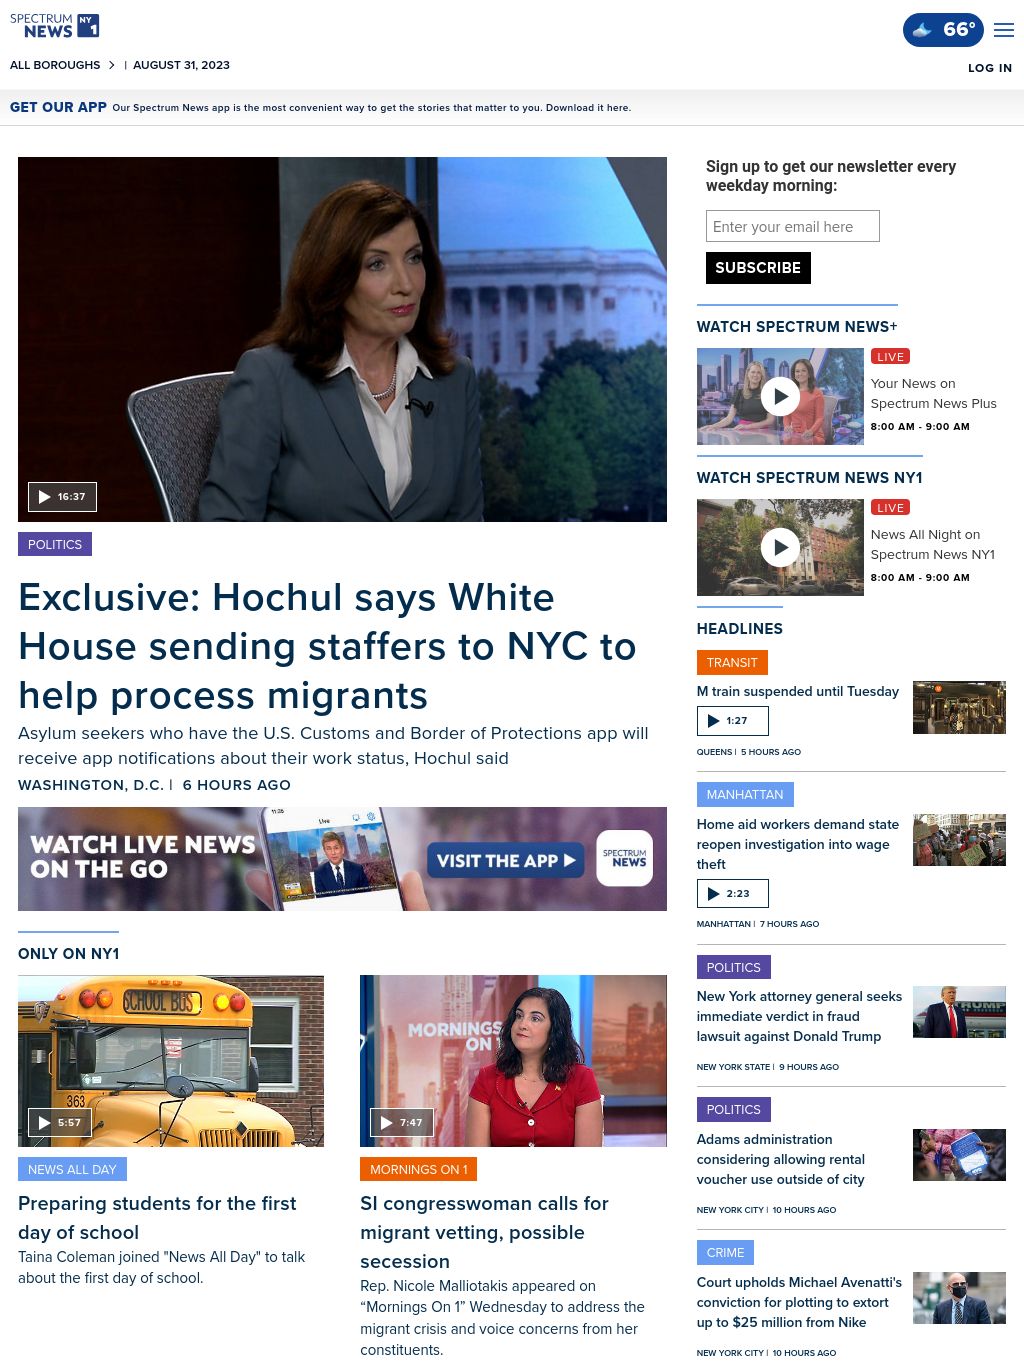 SPECTRUM
NEWS NY 1
66°
ALL BOROUGHS > | AUGUST 31, 2023
LOG IN
GET OUR APP Our Spectrum News app is the most convenient way to get the stories that matter to you. Download it here.
16:37
POLITICS
Exclusive: Hochul says White
House sending staffers to NYC to
help process migrants
Asylum seekers who have the U.S. Customs and Border of Protections app will
receive app notifications about their work status, Hochul said
WASHINGTON, D.C. | 6 HOURS AGO
WATCH LIVE NEWS
ON THE GO
11:26
Live
VISIT THE APP
SPECTRUM
NEWS
ONLY ON NY1
SCHOOL BUS
363
5:57
NEWS ALL DAY
Preparing students for the first
day of school
Taina Coleman joined "News All Day" to talk
about the first day of school.
MORNINGS
ON 1
7:47
MORNINGS ON 1
SI congresswoman calls for
migrant vetting, possible
secession
Rep. Nicole Malliotakis appeared on
“Mornings On 1” Wednesday to address the
migrant crisis and voice concerns from her
constituents.
Sign up to get our newsletter every
weekday morning:
Enter your email here
SUBSCRIBE
WATCH SPECTRUM NEWS+
LIVE
Your News on
Spectrum News Plus
8:00 AM - 9:00 AM
WATCH SPECTRUM NEWS NY1
LIVE
News All Night on
Spectrum News NY1
8:00 AM - 9:00 AM
HEADLINES
TRANSIT
M train suspended until Tuesday
1:27
QUEENS | 5 HOURS AGO
MANHATTAN
Home aid workers demand state
reopen investigation into wage
theft
2:23
MANHATTAN | 7 HOURS AGO
POLITICS
New York attorney general seeks
immediate verdict in fraud
lawsuit against Donald Trump
TRUMP
NEW YORK STATE | 9 HOURS AGO
POLITICS
Adams administration
considering allowing rental
voucher use outside of city
NEW YORK CITY | 10 HOURS AGO
CRIME
Court upholds Michael Avenatti's
conviction for plotting to extort
up to $25 million from Nike
NEW YORK CITY | 10 HOURS AGO